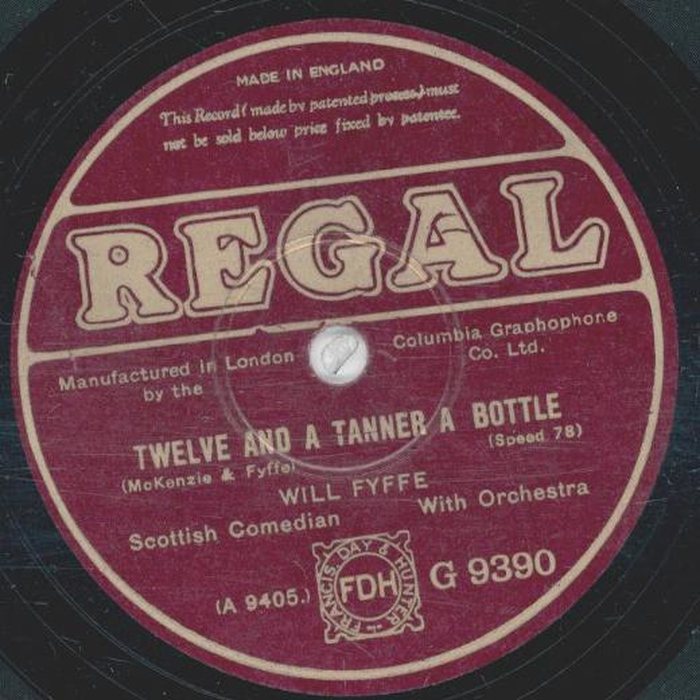 MADE IN ENGLAND
This Record (made by patented process) must
not be sold below price fixed by patentee.
REGAL
Manufactured in London
by the
Columbia Graphophone
Co. Ltd.
TWELVE AND A TANNER A BOTTLE
(McKenzie & Fyffe)
(Speed 78)
WILL FYFFE
Scottish Comedian
With Orchestra
(A 9405.)
FRANCIS, DAY & HUNTER
FDH
G 9390